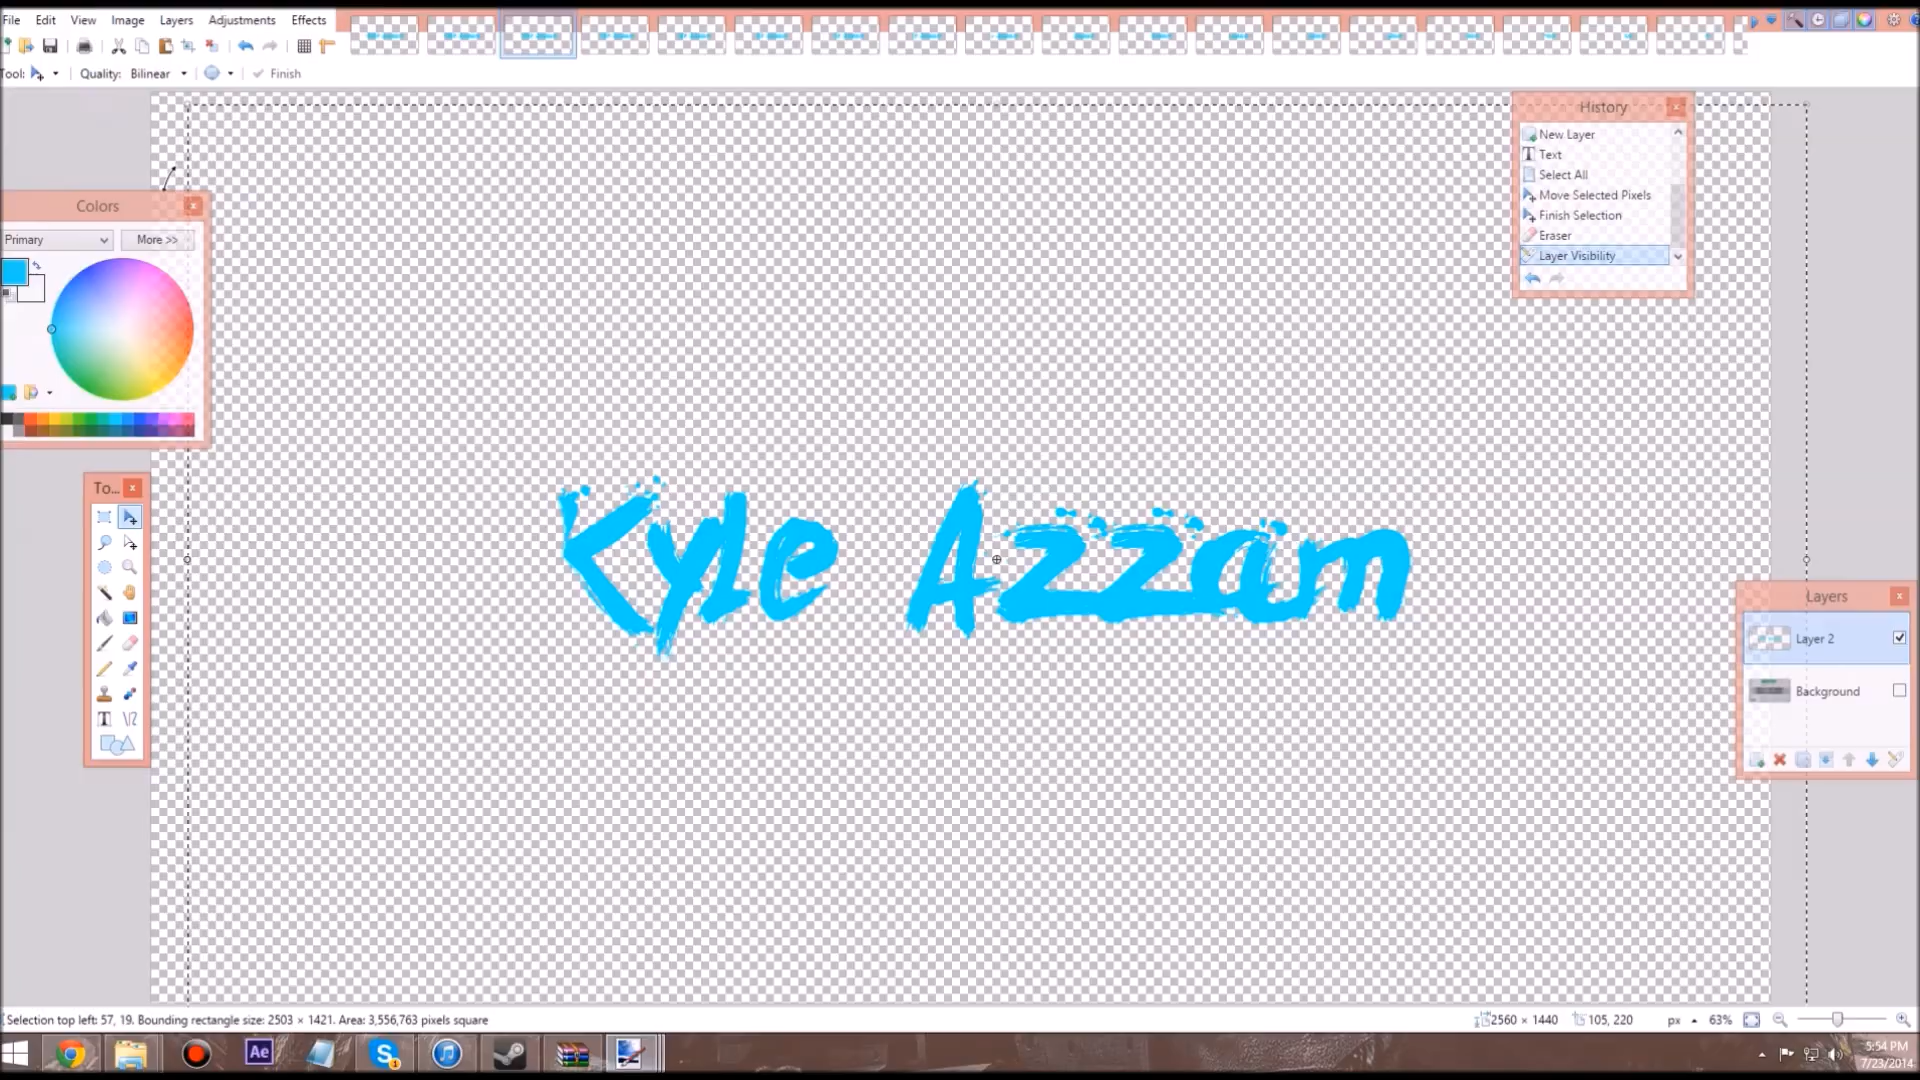 File Edit View Image Layers Adjustments Effects
Tool: Quality: Bilinear Finish
History
New Layer
Text
Select All
Move Selected Pixels
Finish Selection
Eraser
Layer Visibility
Colors
Primary More >>
To...
Kyle Azzam
Layers
Layer 2
Background
Selection top left: 57, 19. Bounding rectangle size: 2503 × 1421. Area: 3,556,763 pixels square
2560 × 1440 105, 220 px 63%
Ae
S 1
5:54 PM
7/23/2014